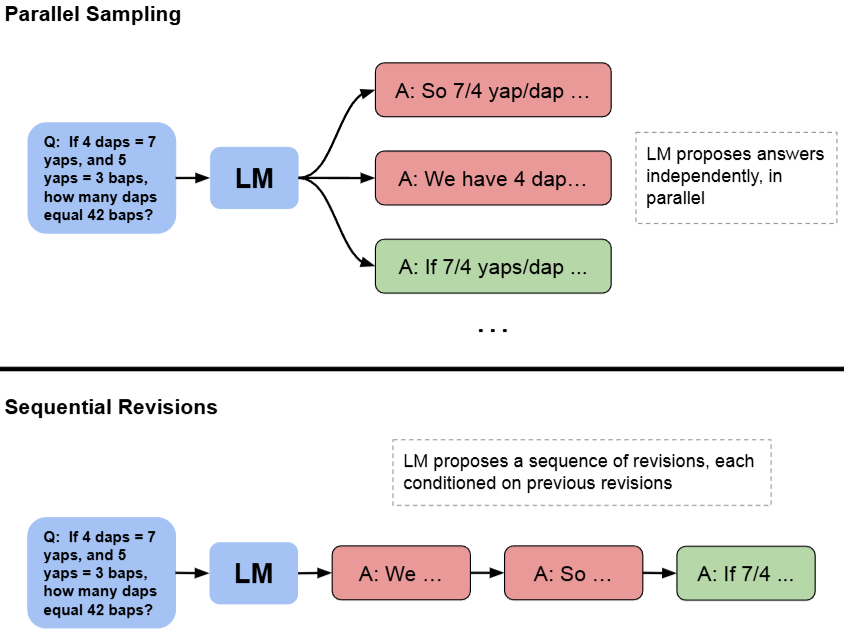 Parallel Sampling
Q: If 4 daps = 7
yaps, and 5
yaps = 3 baps,
how many daps
equal 42 baps?
LM
A: So 7/4 yap/dap ...
A: We have 4 dap...
A: If 7/4 yaps/dap ...
LM proposes answers
independently, in
parallel
...
Sequential Revisions
LM proposes a sequence of revisions, each
conditioned on previous revisions
Q: If 4 daps = 7
yaps, and 5
yaps = 3 baps,
how many daps
equal 42 baps?
LM
A: We ...
A: So ...
A: If 7/4 ...